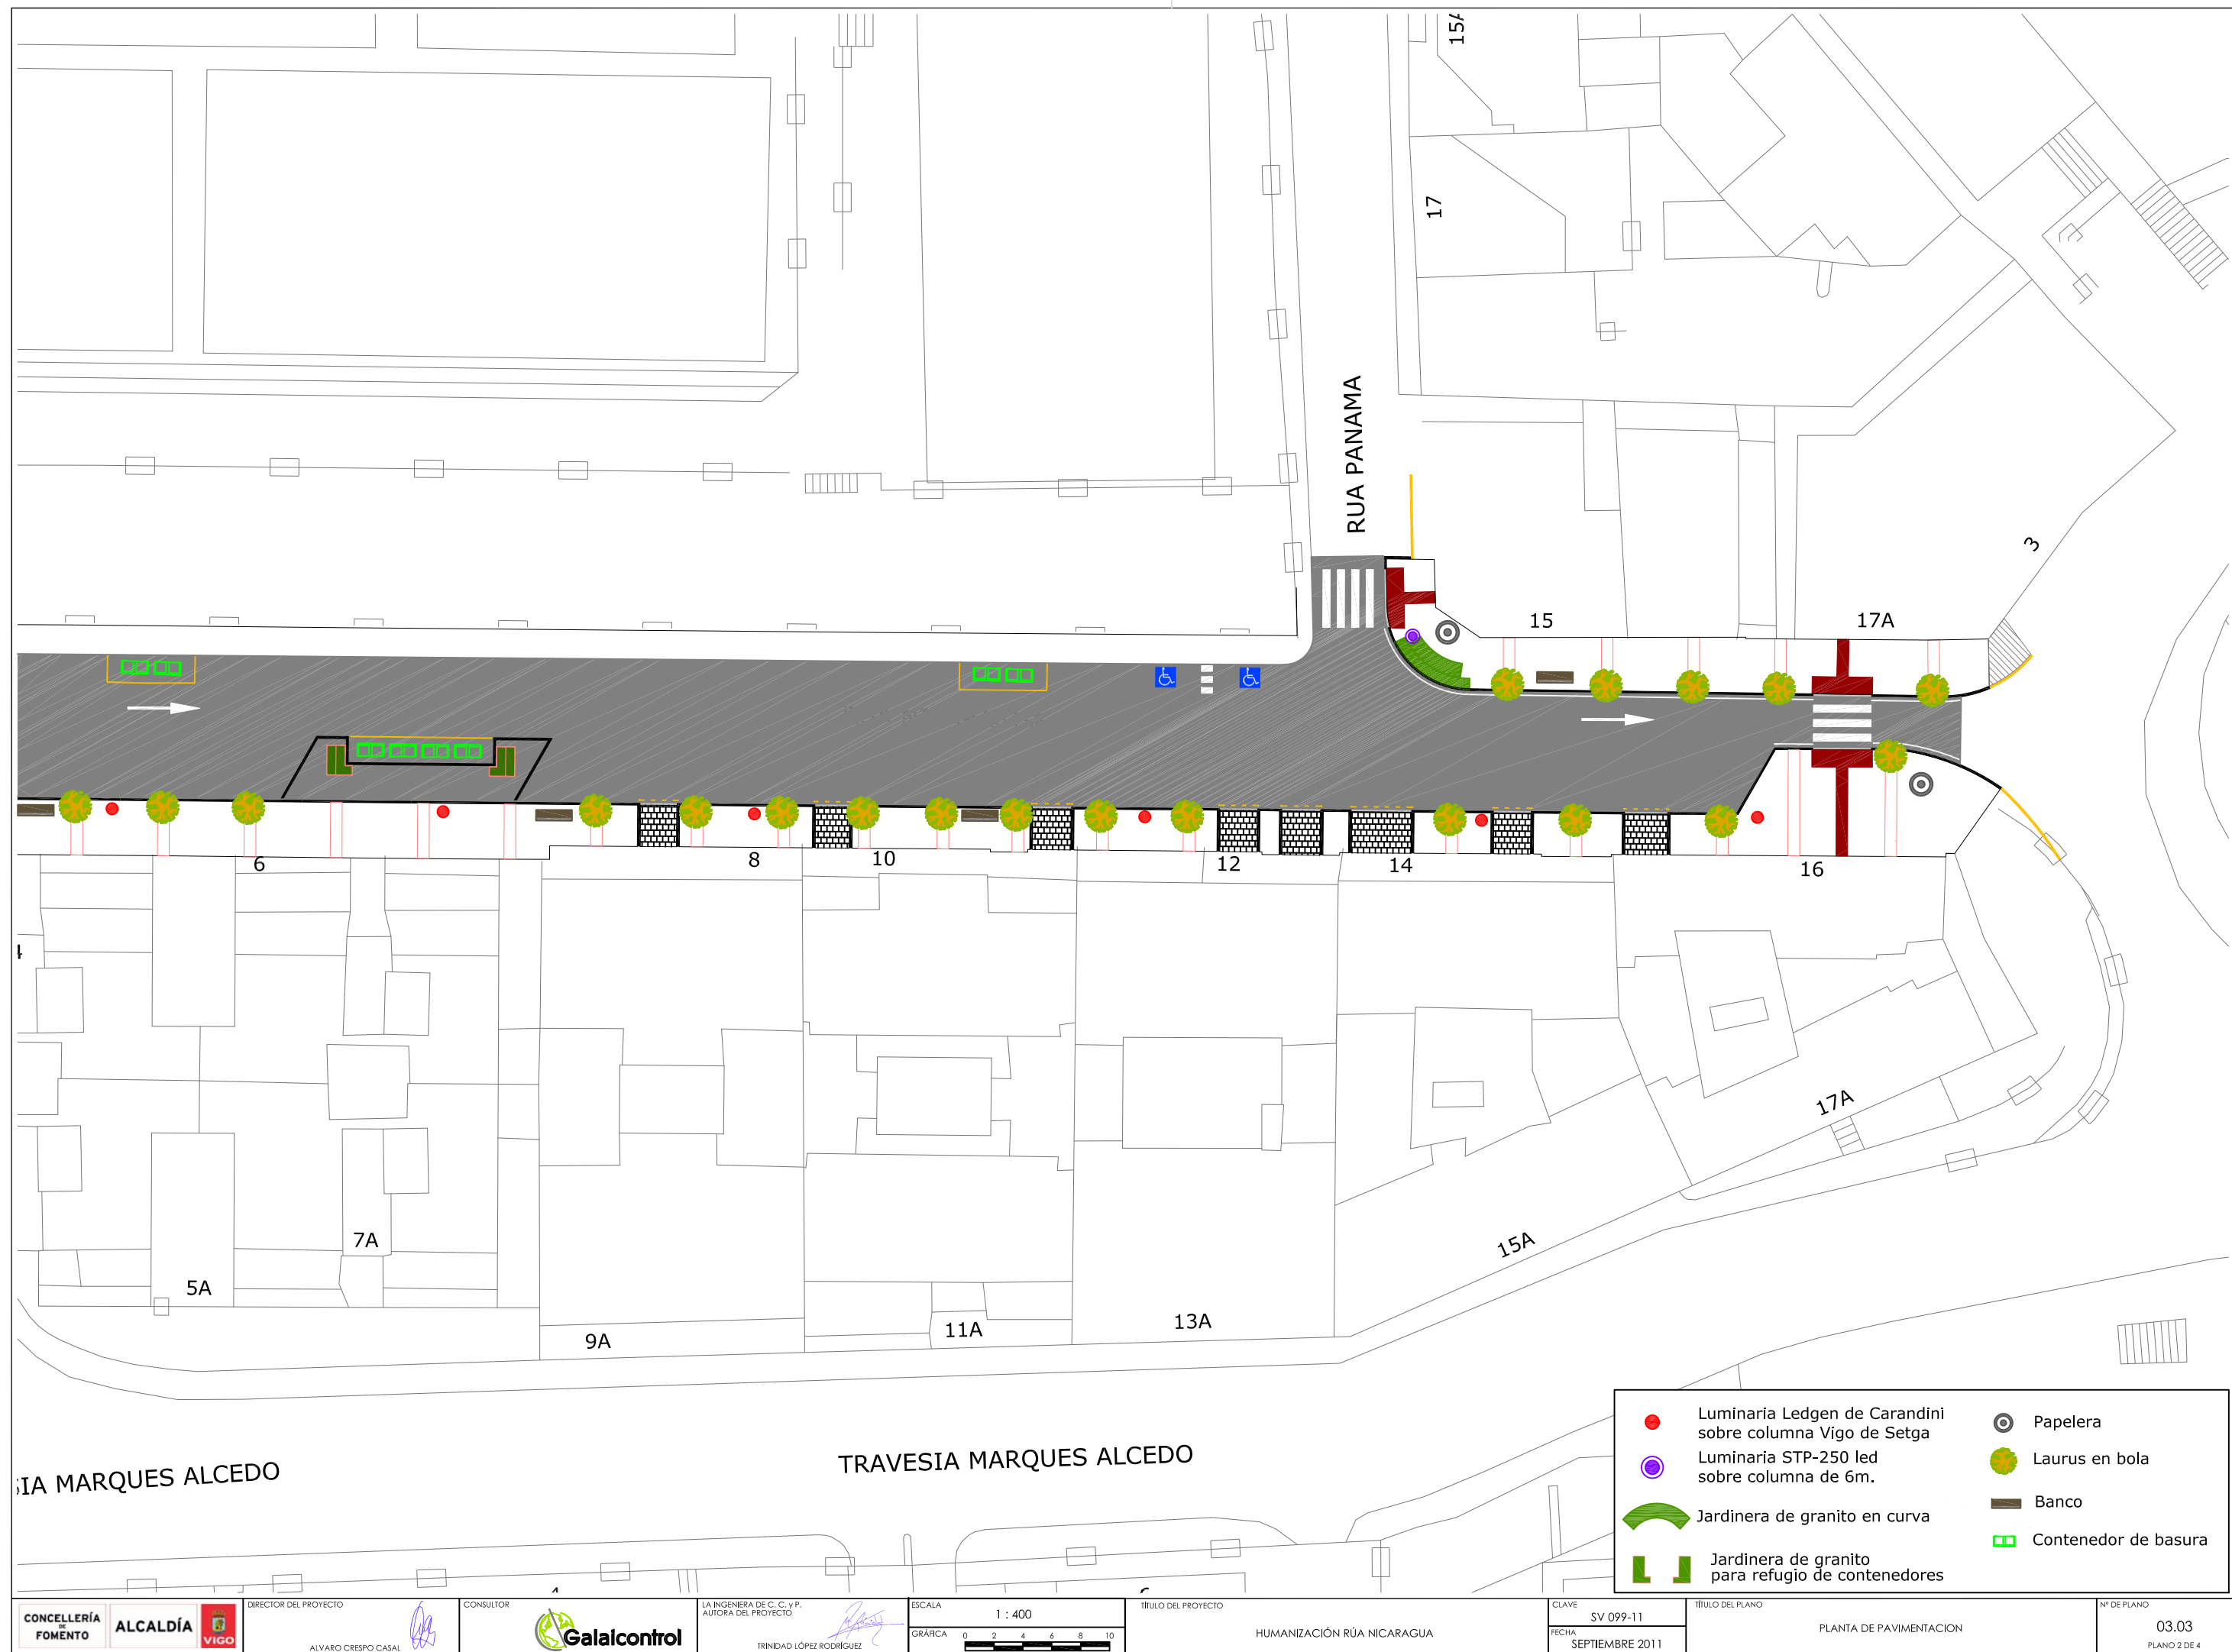 15A
17
RUA PANAMA
3
15
17A
6
8
10
12
14
16
4
7A
5A
9A
11A
13A
15A
17A
SIA MARQUES ALCEDO
TRAVESIA MARQUES ALCEDO
Luminaria Ledgen de Carandini
sobre columna Vigo de Setga
Luminaria STP-250 led
sobre columna de 6m.
Jardinera de granito en curva
Jardinera de granito
para refugio de contenedores
Papelera
Laurus en bola
Banco
Contenedor de basura
CONCELLERÍA
DE
FOMENTO
ALCALDÍA
VIGO
DIRECTOR DEL PROYECTO
ALVARO CRESPO CASAL
CONSULTOR
Galaicontrol
LA INGENIERA DE C. C. y P.
AUTORA DEL PROYECTO
TRINIDAD LÓPEZ RODRÍGUEZ
ESCALA
1 : 400
GRÁFICA
0 2 4 6 8 10
TÍTULO DEL PROYECTO
HUMANIZACIÓN RÚA NICARAGUA
CLAVE
SV 099-11
FECHA
SEPTIEMBRE 2011
TÍTULO DEL PLANO
PLANTA DE PAVIMENTACION
Nº DE PLANO
03.03
PLANO 2 DE 4